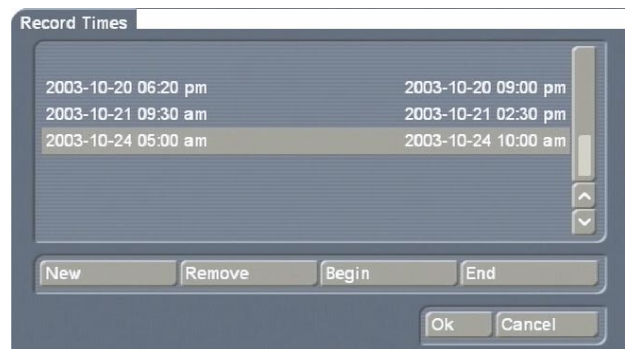 Record Times
2003-10-20 06:20 pm 2003-10-20 09:00 pm
2003-10-21 09:30 am 2003-10-21 02:30 pm
2003-10-24 05:00 am 2003-10-24 10:00 am
New Remove Begin End
Ok Cancel